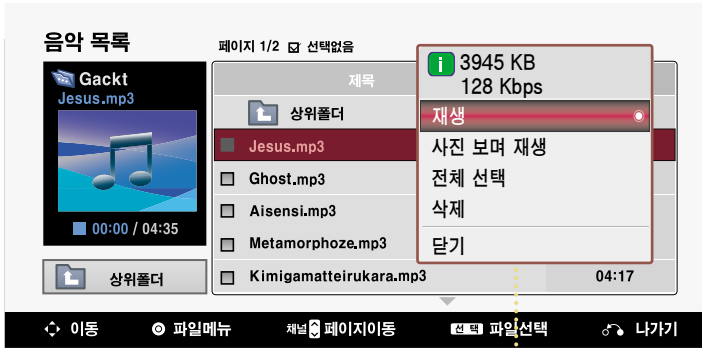 음악 목록
페이지 1/2 선택없음
Gackt
Jesus.mp3
00:00 / 04:35
상위폴더
제목
상위폴더
Jesus.mp3
Ghost.mp3
Aisensi.mp3
Metamorphoze.mp3
Kimigamatteirukara.mp3 04:17
i 3945 KB
128 Kbps
재생
사진 보며 재생
전체 선택
삭제
닫기
이동 파일메뉴 채널 페이지이동 선택 파일선택 나가기